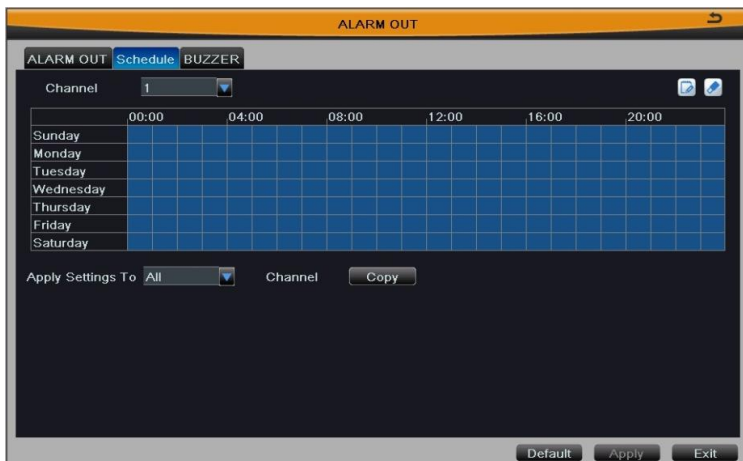 ALARM OUT
ALARM OUT Schedule BUZZER
Channel 1
00:00 04:00 08:00 12:00 16:00 20:00
Sunday
Monday
Tuesday
Wednesday
Thursday
Friday
Saturday
Apply Settings To All Channel Copy
Default Apply Exit